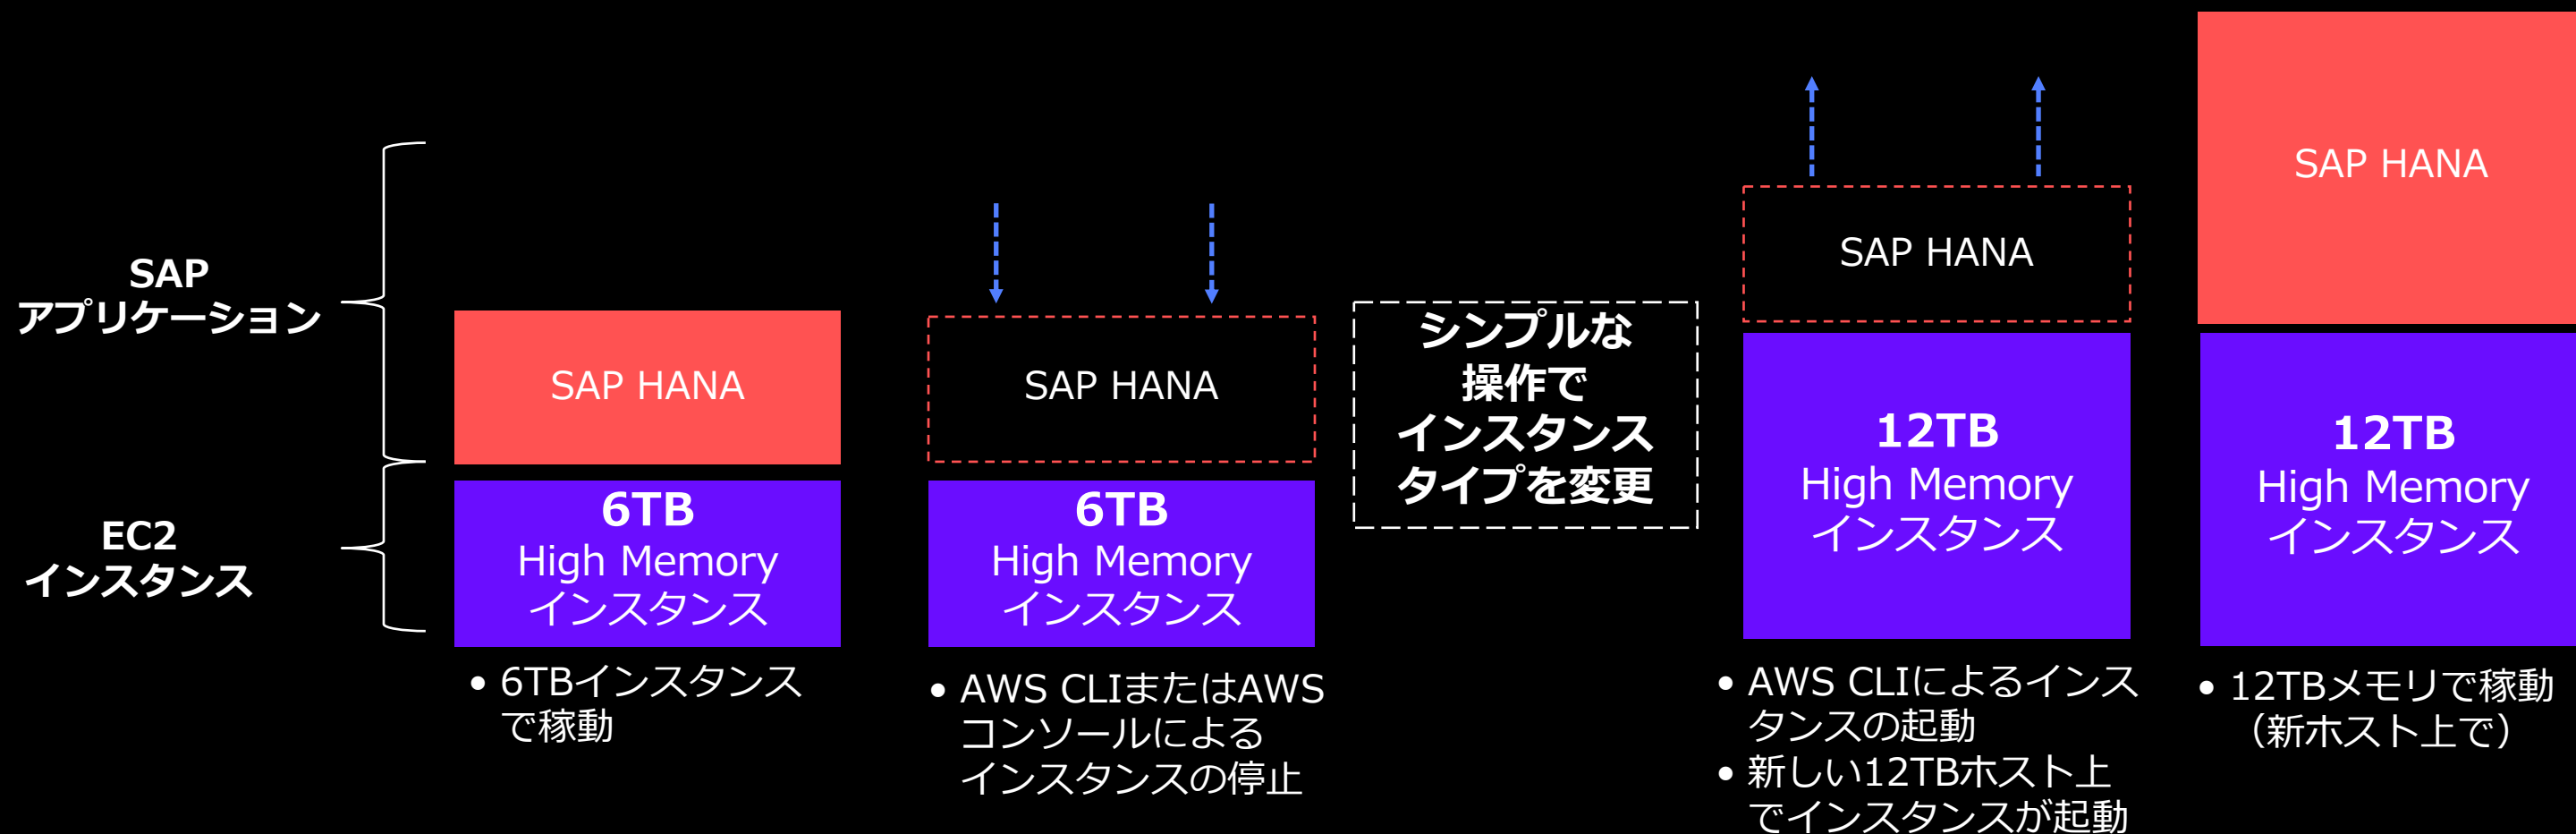 SAP
アプリケーション
EC2
インスタンス
SAP HANA
6TB
High Memory
インスタンス
• 6TBインスタンス
で稼動
SAP HANA
6TB
High Memory
インスタンス
• AWS CLIまたはAWS
コンソールによる
インスタンスの停止
シンプルな
操作で
インスタンス
タイプを変更
SAP HANA
12TB
High Memory
インスタンス
• AWS CLIによるインス
タンスの起動
• 新しい12TBホスト上
でインスタンスが起動
SAP HANA
12TB
High Memory
インスタンス
• 12TBメモリで稼動
（新ホスト上で）